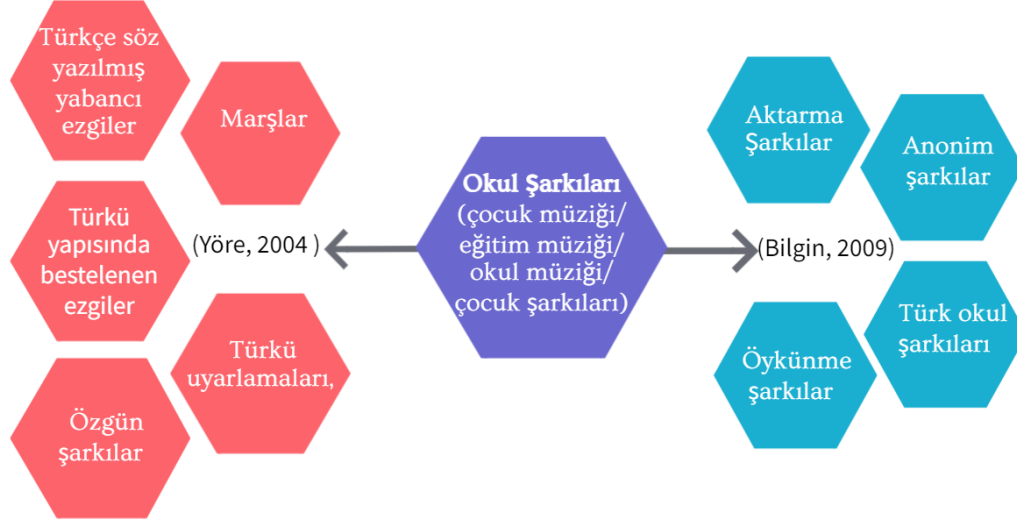 Türkçe söz
yazılmış
yabancı
ezgiler
Marşlar
Türkü
yapısında
bestelenen
ezgiler
(Yöre, 2004 )
Türkü
uyarlamaları,
Özgün
şarkılar
Okul Şarkıları
(çocuk müziği/
eğitim müziği/
okul müziği/
çocuk şarkıları)
Aktarma
Şarkılar
Anonim
şarkılar
(Bilgin, 2009)
Türk okul
şarkıları
Öykünme
şarkılar